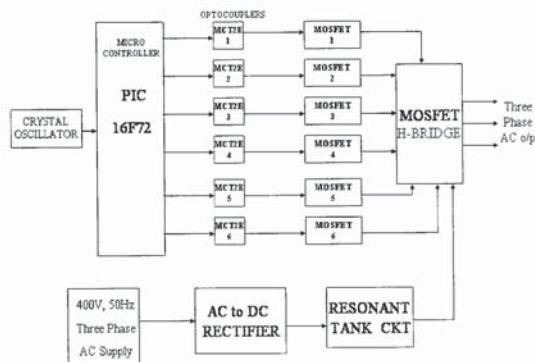 OPTOCOUPLERS
MICRO
CONTROLLER
PIC
16F72
CRYSTAL
OSCILLATOR
MCT2E
1
MOSFET
1
MCT2E
2
MOSFET
2
MCT2E
3
MOSFET
3
MCT2E
4
MOSFET
4
MCT2E
5
MOSFET
5
MCT2E
6
MOSFET
6
MOSFET
H-BRIDGE
Three
Phase
AC o/p
400V, 50Hz
Three Phase
AC Supply
AC to DC
RECTIFIER
RESONANT
TANK CKT